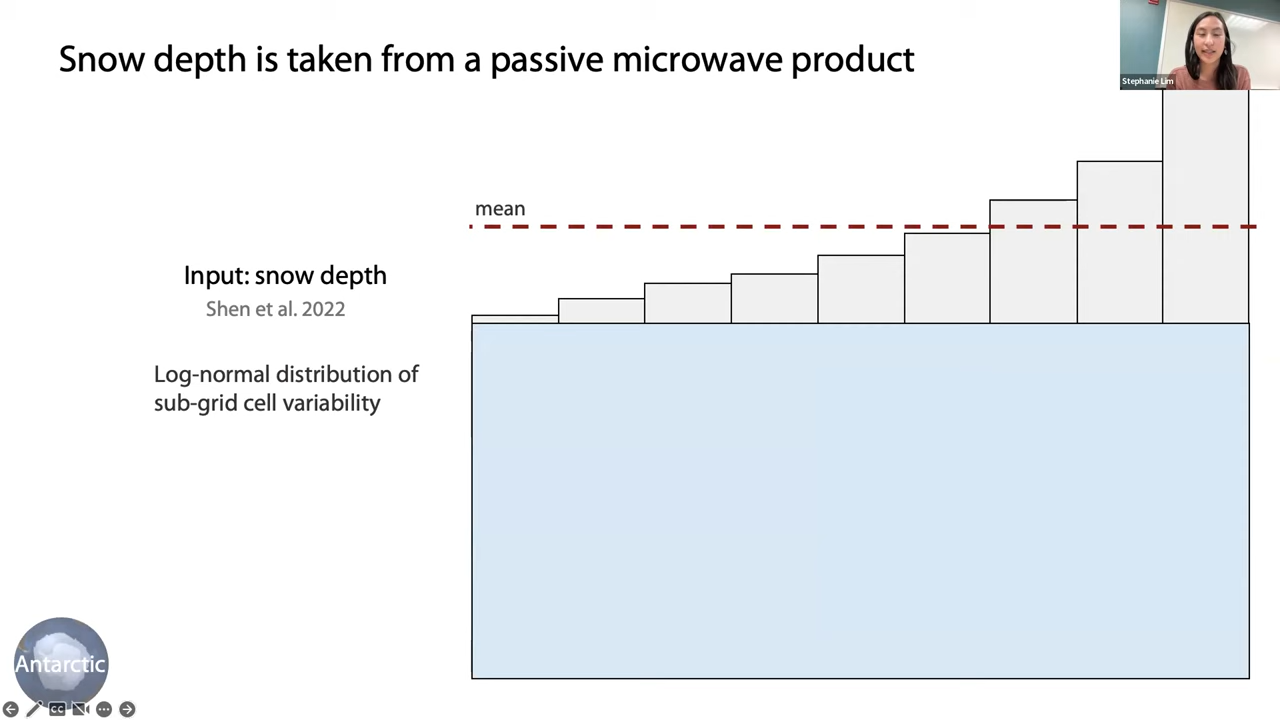 Snow depth is taken from a passive microwave product
Stephanie Lim
mean
Input: snow depth
Shen et al. 2022
Log-normal distribution of
sub-grid cell variability
Antarctic
CC